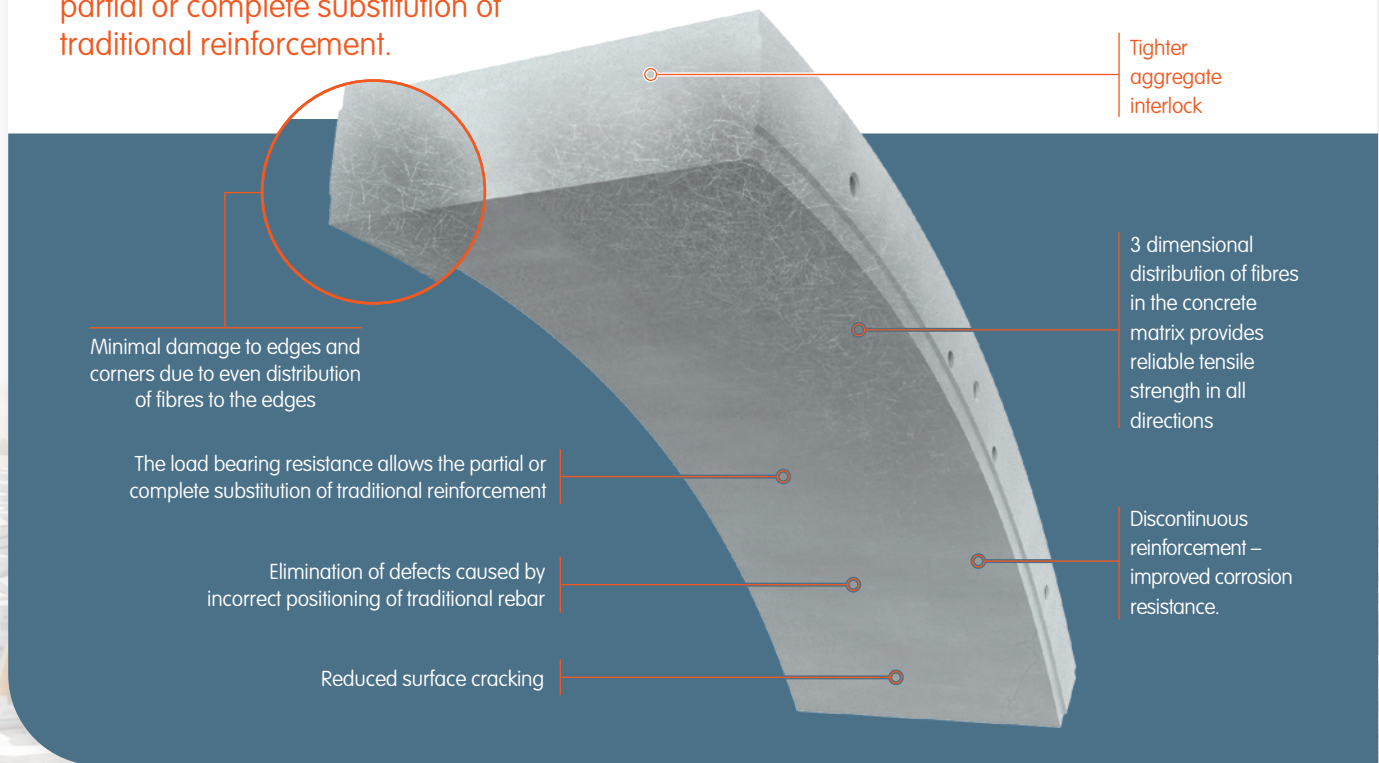 partial or complete substitution of
traditional reinforcement.
Tighter
aggregate
interlock
3 dimensional
distribution of fibres
in the concrete
matrix provides
reliable tensile
strength in all
directions
Minimal damage to edges and
corners due to even distribution
of fibres to the edges
The load bearing resistance allows the partial or
complete substitution of traditional reinforcement
Discontinuous
reinforcement –
improved corrosion
resistance.
Elimination of defects caused by
incorrect positioning of traditional rebar
Reduced surface cracking